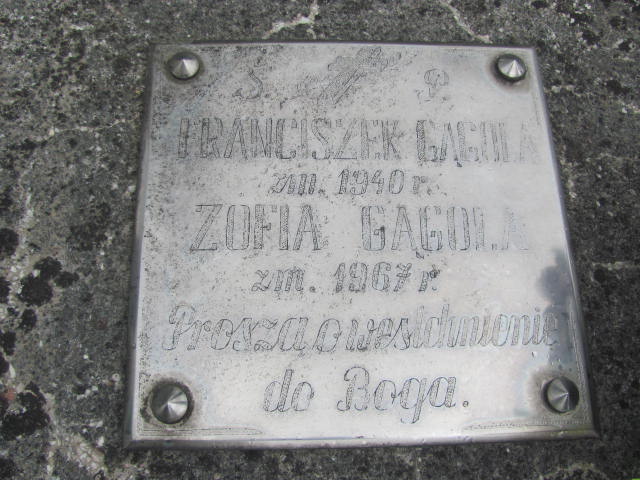 Ś. P.
FRANCISZEK GĄGOLA
zm. 1940 r.
ZOFIA GĄGOLA
zm. 1967 r.
Proszą o westchnienie
do Boga.